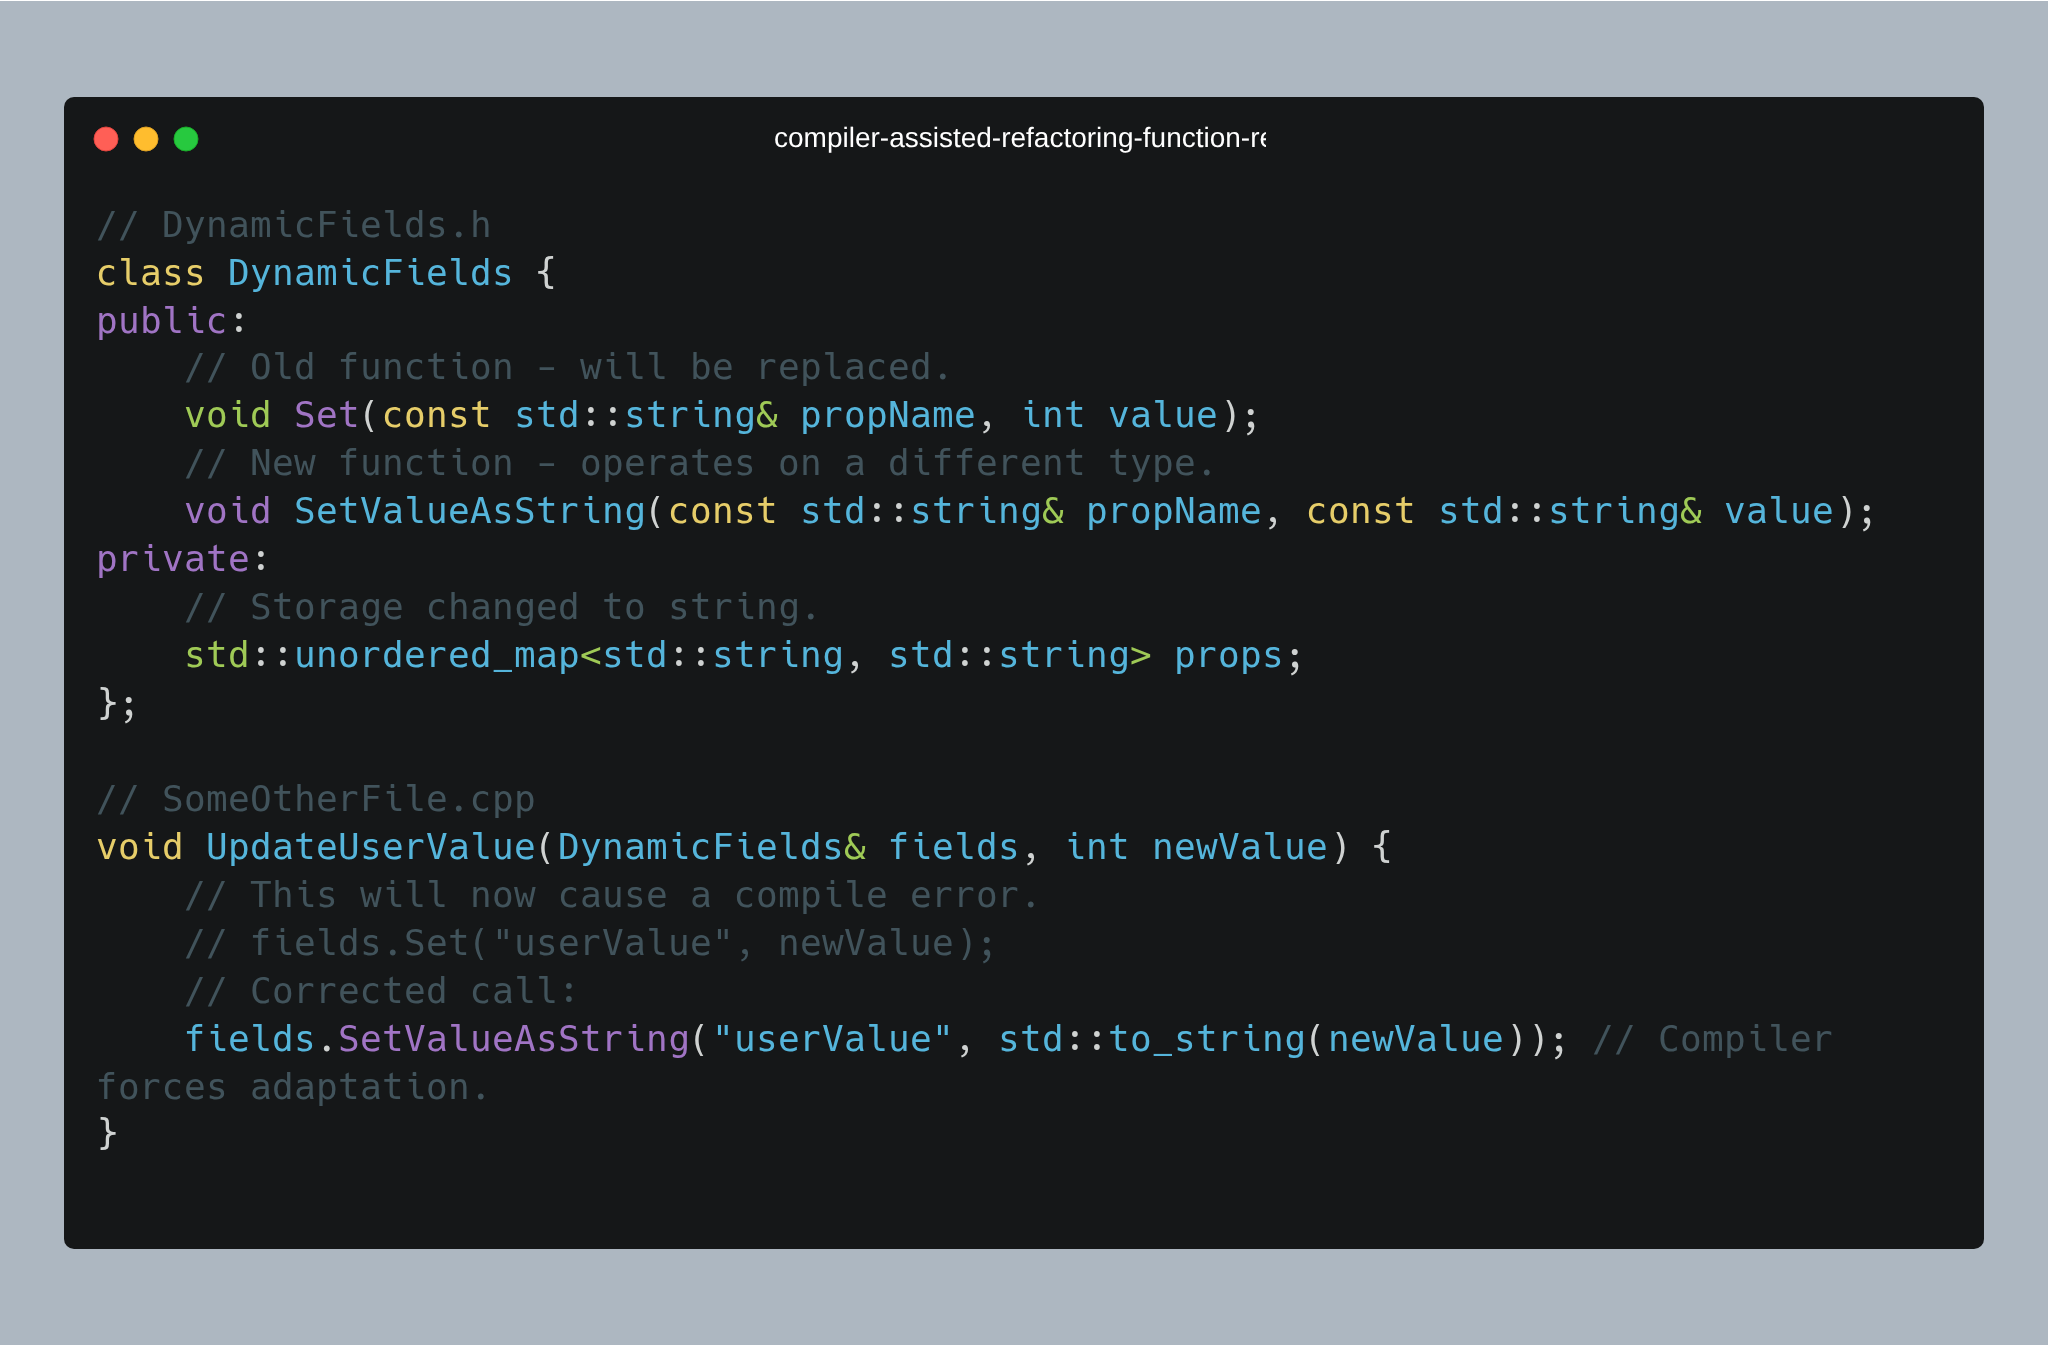 compiler-assisted-refactoring-function-re
// DynamicFields.h
class DynamicFields {
public:
    // Old function - will be replaced.
    void Set(const std::string& propName, int value);
    // New function - operates on a different type.
    void SetValueAsString(const std::string& propName, const std::string& value);
private:
    // Storage changed to string.
    std::unordered_map<std::string, std::string> props;
};

// SomeOtherFile.cpp
void UpdateUserValue(DynamicFields& fields, int newValue) {
    // This will now cause a compile error.
    // fields.Set("userValue", newValue);
    // Corrected call:
    fields.SetValueAsString("userValue", std::to_string(newValue)); // Compiler
forces adaptation.
}